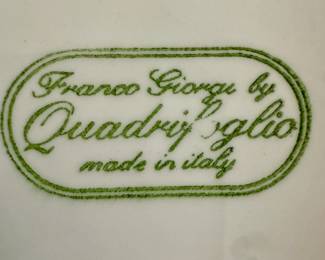 Franco Giorgi by
Quadrifoglio
made in italy